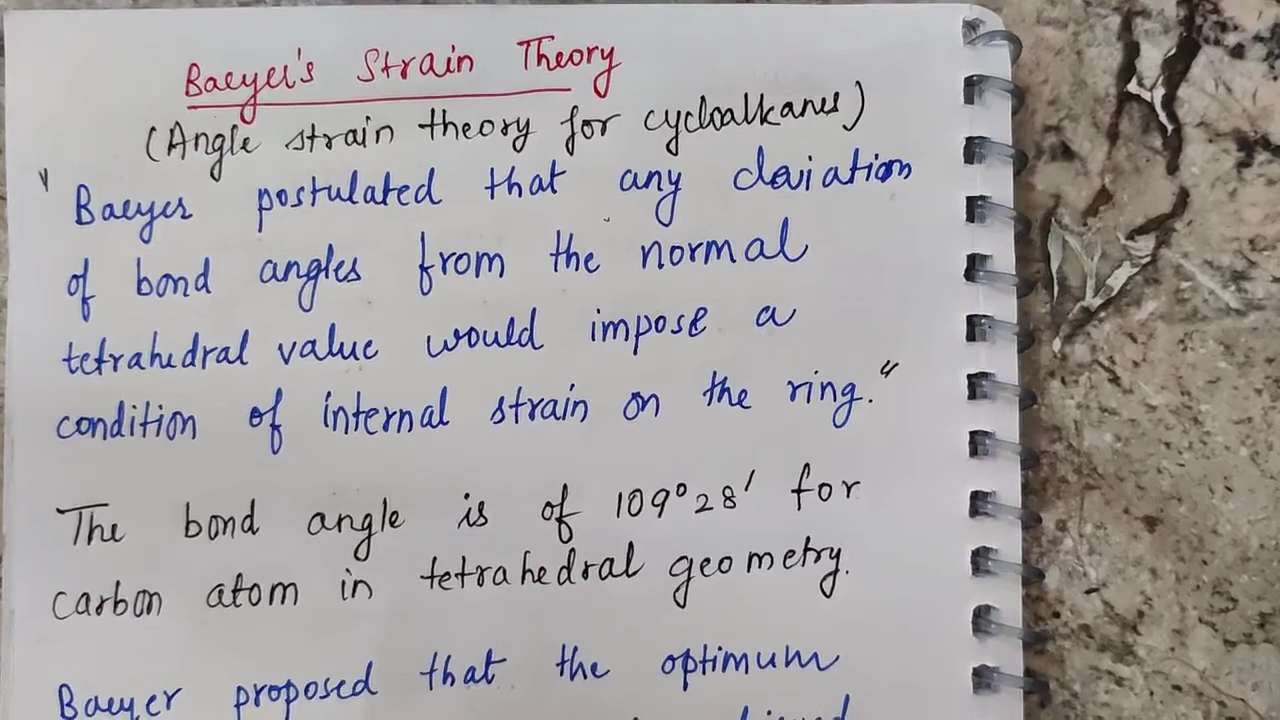 Baeyer's Strain Theory
(Angle strain theory for cycloalkanes)
" Baeyer postulated that any deviation
of bond angles from the normal
tetrahedral value would impose a
condition of internal strain on the ring."
The bond angle is of 109°28' for
carbon atom in tetrahedral geometry.
Baeyer proposed that the optimum